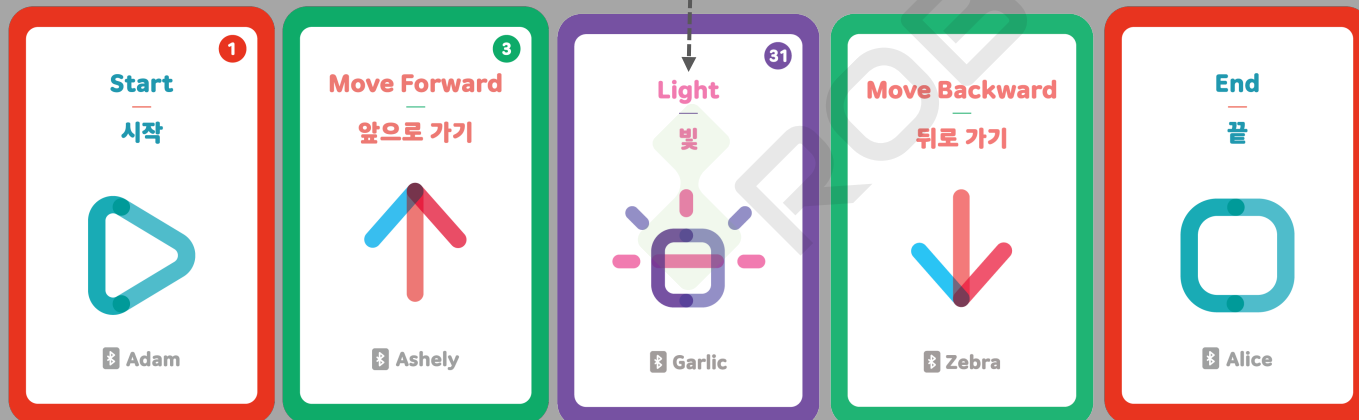 1
Start
시작
Adam
3
Move Forward
앞으로 가기
Ashely
31
Light
빛
Garlic
Move Backward
뒤로 가기
Zebra
End
끝
Alice
ROB